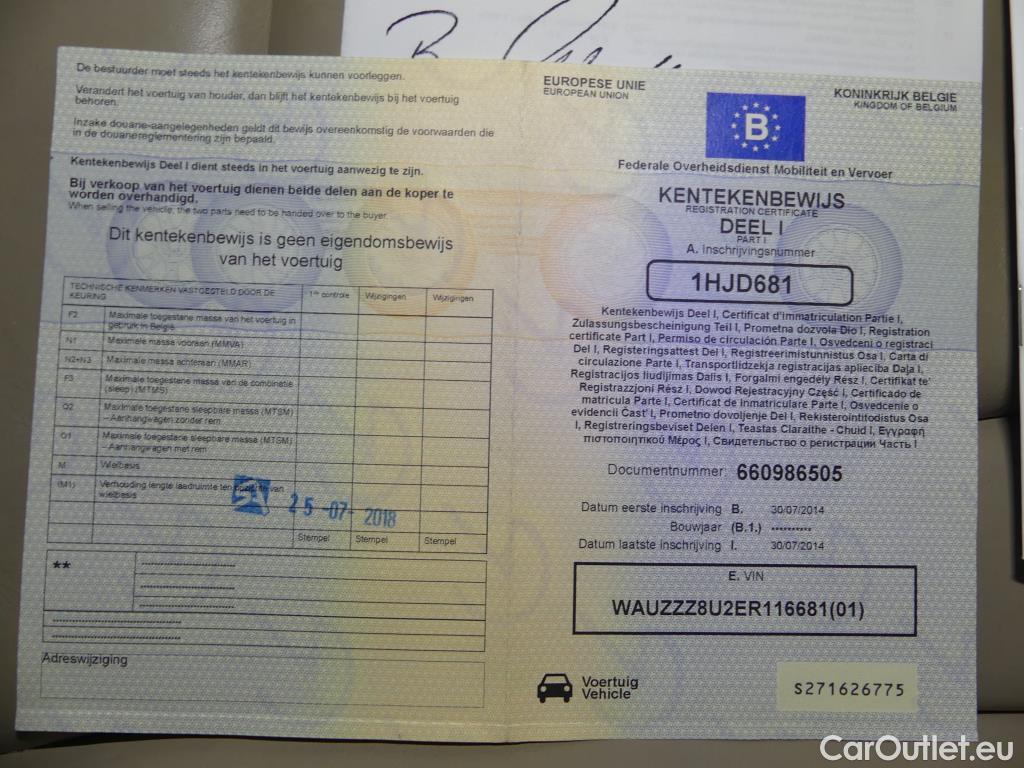 De bestuurder moet steeds het kentekenbewijs kunnen voorleggen.
Verandert het voertuig van houder, dan blijft het kentekenbewijs bij het voertuig
behoren.
Inzake douane-aangelegenheden geldt dit bewijs overeenkomstig de voorwaarden die
in de douanereglementering zijn bepaald.
Kentekenbewijs Deel I dient steeds in het voertuig aanwezig te zijn.
Bij verkoop van het voertuig dienen beide delen aan de koper te
worden overhandigd.
When selling the vehicle, the two parts need to be handed over to the buyer.
Dit kentekenbewijs is geen eigendomsbewijs
van het voertuig
TECHNISCHE KENMERKEN VASTGESTELD DOOR DE
KEURING
1ste controle
Wijzigingen
Wijzigingen
F2 Maximale toegestane massa van het voertuig in
gebruik in België
N1 Maximale massa vooraan (MMVA)
N2+N3 Maximale massa achteraan (MMAR)
F3 Maximale toegestane massa van de combinatie
(sleep) (MTMS)
O2 Maximale toegestane sleepbare massa (MTSM)
– Aanhangwagen zonder rem
O1 Maximale toegestane sleepbare massa (MTSM)
– Aanhangwagen met rem
M Wielbasis
(M1) Verhouding lengte laadruimte ten opzichte van
wielbasis
25 -07- 2018
Stempel Stempel Stempel
**
Adreswijziging
EUROPESE UNIE
EUROPEAN UNION
B
KONINKRIJK BELGIE
KINGDOM OF BELGIUM
Federale Overheidsdienst Mobiliteit en Vervoer
KENTEKENBEWIJS
REGISTRATION CERTIFICATE
DEEL I
PART I
A. Inschrijvingsnummer
1HJD681
Kentekenbewijs Deel I, Certificat d'immatriculation Partie I,
Zulassungsbescheinigung Teil I, Prometna dozvola Dio I, Registration
certificate Part I, Permiso de circulación Parte I, Osvedceni o registraci
Del I, Registeringsattest Del I, Registreerimistunnistus Osa I, Carta di
circulazione Parte I, Transportlidzekja registracijas aplieciba Daļa I,
Registracijos liudijimas Dalis I, Forgalmi engedély Rész I, Certifikat te'
Registrazzjoni Rész I, Dowod Rejestracyjny Część I, Certificado de
matricula Parte I, Certificat de inmatriculare Parte I, Osvedcenie o
evidencii Čast' I, Prometno dovoljenje Del I, Rekisterointitodistus Osa
I, Registreringsbeviset Delen I, Teastas Claraithe - Chuid I, Εγγραφή
πιστοποιητικού Μέρος I, Свидетельство о регистрации Часть I
Documentnummer 660986505
Datum eerste inschrijving B. 30/07/2014
Bouwjaar (B.1.) **********
Datum laatste inschrijving I. 30/07/2014
E. VIN
WAUZZZ8U2ER116681(01)
Voertuig
Vehicle
S271626775
CarOutlet.eu